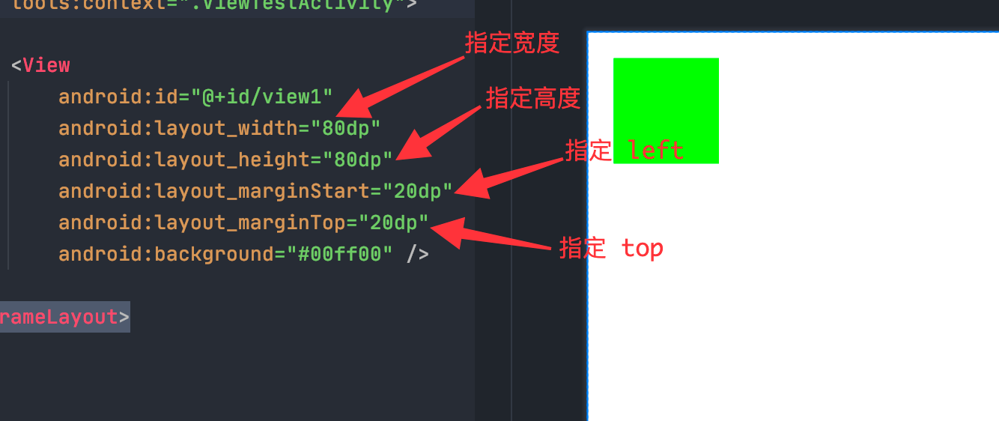 tools:context=".ViewTestActivity">
<View
android:id="@+id/view1"
android:layout_width="80dp"
android:layout_height="80dp"
android:layout_marginStart="20dp"
android:layout_marginTop="20dp"
android:background="#00ff00" />
rameLayout>
指定宽度
指定高度
指定 left
指定 top